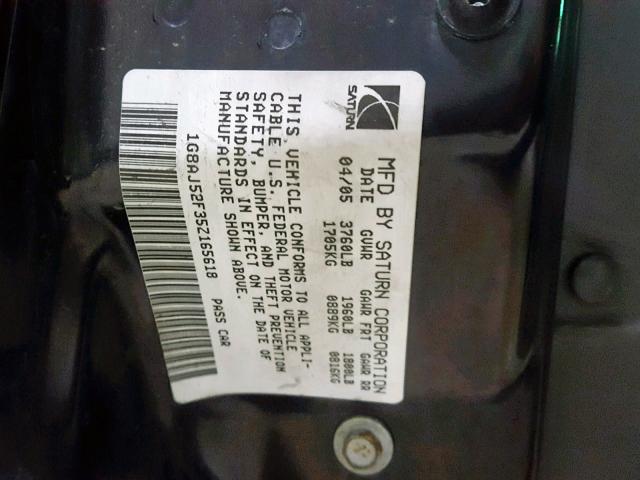 SATURN
MFD BY SATURN CORPORATION
DATE GVWR GAWR FRT GAWR RR
04/05 3760LB 1960LB 1800LB
1705KG 0889KG 0816KG
THIS VEHICLE CONFORMS TO ALL APPLI-
CABLE U.S. FEDERAL MOTOR VEHICLE
SAFETY, BUMPER, AND THEFT PREVENTION
STANDARDS IN EFFECT ON THE DATE OF
MANUFACTURE SHOWN ABOVE.
1G8AJ52F35Z165618 PASS CAR